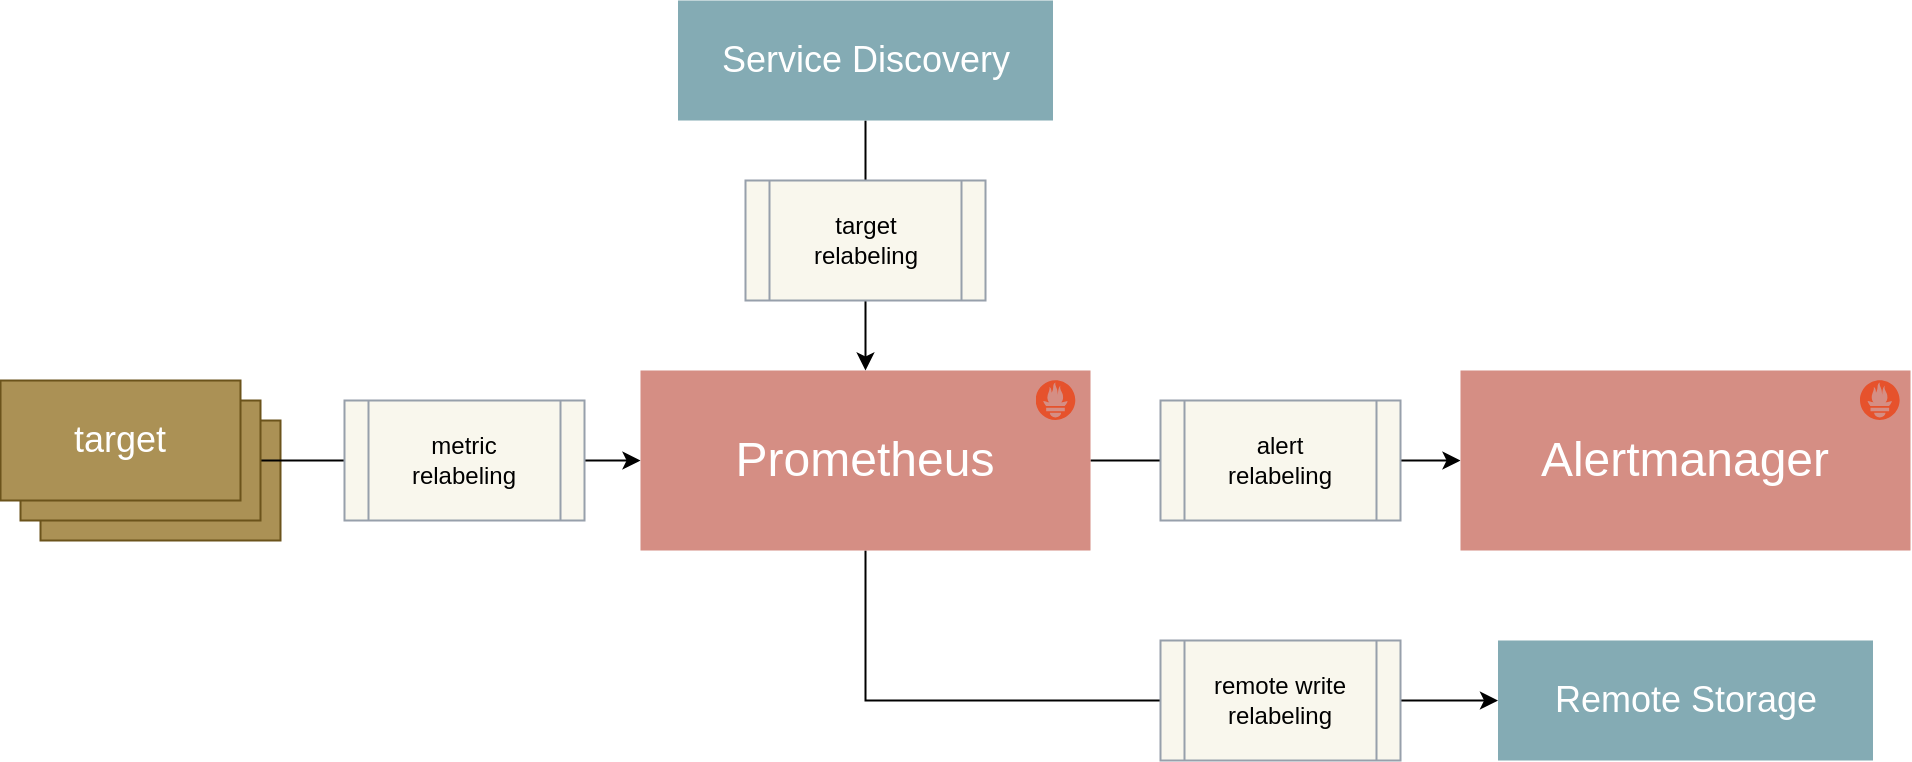 Service Discovery
target
relabeling
target
metric
relabeling
Prometheus
alert
relabeling
Alertmanager
remote write
relabeling
Remote Storage